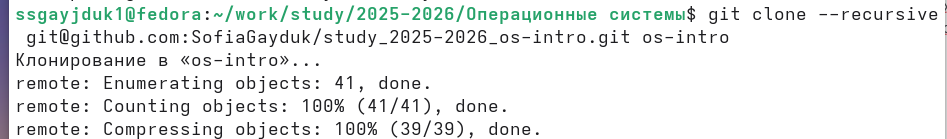 ssgayjduk1@fedora:~/work/study/2025-2026/Операционные системы$ git clone --recursive
git@github.com:SofiaGayduk/study_2025-2026_os-intro.git os-intro
Клонирование в «os-intro»...
remote: Enumerating objects: 41, done.
remote: Counting objects: 100% (41/41), done.
remote: Compressing objects: 100% (39/39), done.